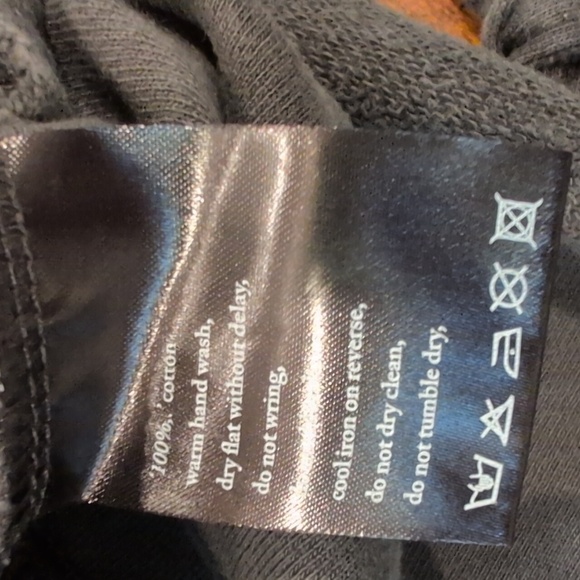 100%, cotton
warm hand wash,
dry flat without delay,
do not wring,
cool iron on reverse,
do not dry clean,
do not tumble dry,